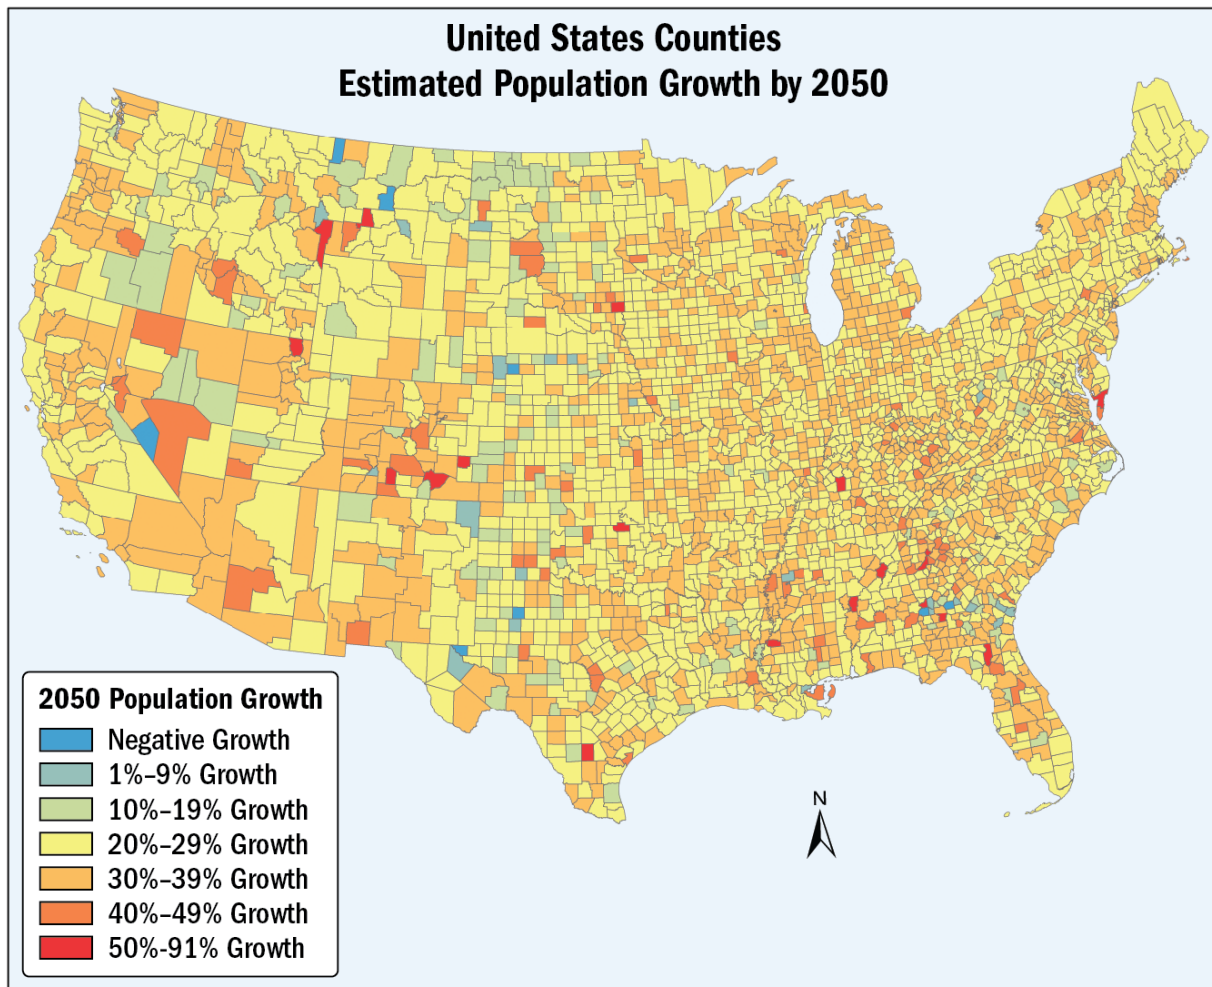 United States Counties
Estimated Population Growth by 2050
2050 Population Growth
Negative Growth
1%–9% Growth
10%–19% Growth
20%–29% Growth
30%–39% Growth
40%–49% Growth
50%-91% Growth
N